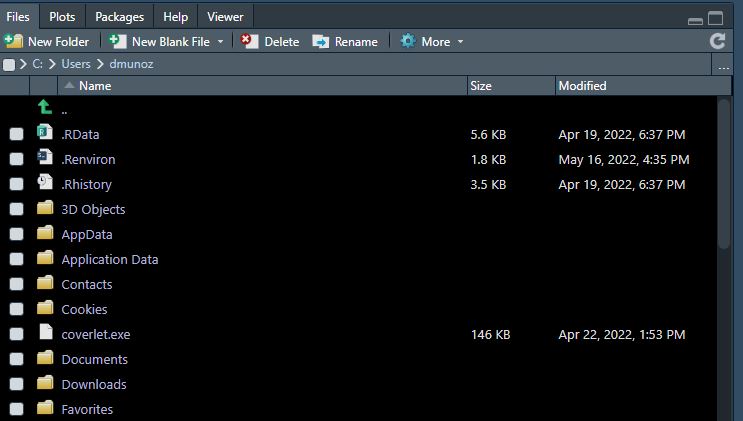 Files Plots Packages Help Viewer
New Folder New Blank File Delete Rename More
C: Users dmunoz ...
Name Size Modified
..
.RData 5.6 KB Apr 19, 2022, 6:37 PM
.Renviron 1.8 KB May 16, 2022, 4:35 PM
.Rhistory 3.5 KB Apr 19, 2022, 6:37 PM
3D Objects
AppData
Application Data
Contacts
Cookies
coverlet.exe 146 KB Apr 22, 2022, 1:53 PM
Documents
Downloads
Favorites